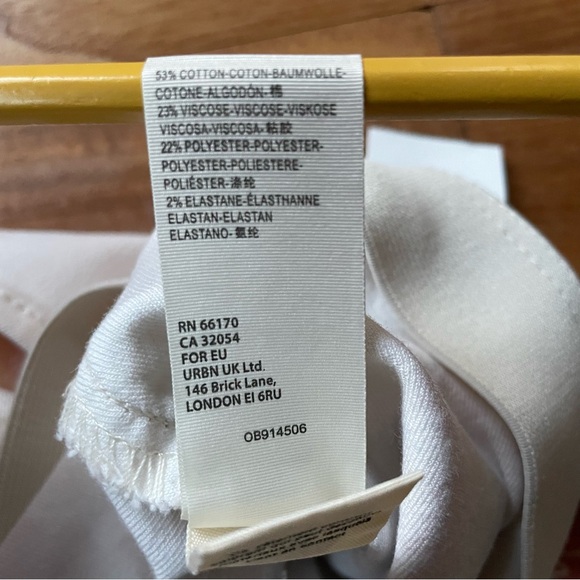 53% COTTON-COTON-BAUMWOLLE-
COTONE-ALGODÓN-棉
23% VISCOSE-VISCOSE-VISKOSE
VISCOSA-VISCOSA-粘胶
22% POLYESTER-POLYESTER-
POLYESTER-POLIESTERE-
POLIÉSTER-涤纶
2% ELASTANE-ÉLASTHANNE
ELASTAN-ELASTAN
ELASTANO-氨纶
RN 66170
CA 32054
FOR EU
URBN UK Ltd.
146 Brick Lane,
LONDON EI 6RU
OB914506